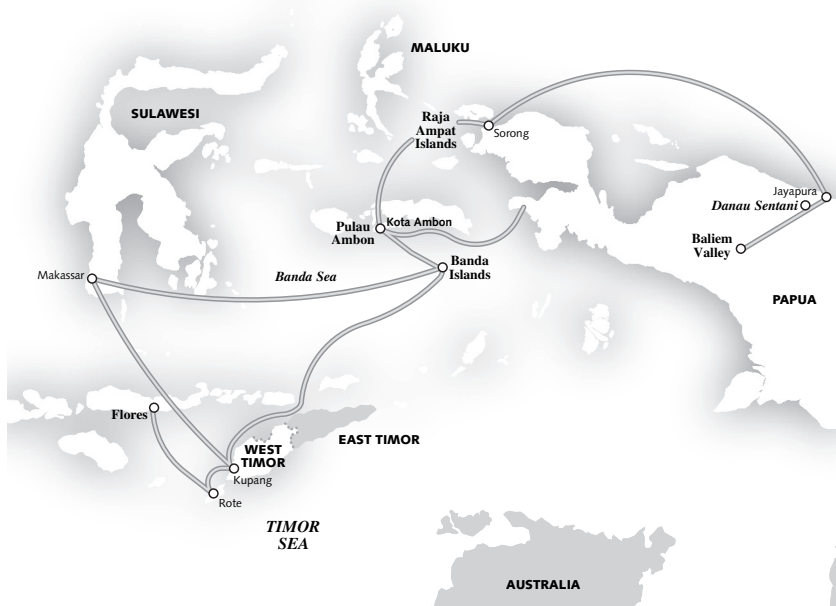 MALUKU
SULAWESI
Raja
Ampat
Islands
Sorong
Jayapura
Danau Sentani
Pulau
Ambon
Kota Ambon
Baliem
Valley
Banda
Islands
Banda Sea
Makassar
PAPUA
Flores
EAST TIMOR
WEST
TIMOR
Kupang
Rote
TIMOR
SEA
AUSTRALIA